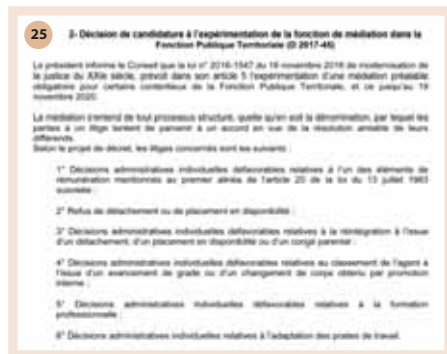 25
2- Décision de candidature à l'expérimentation de la fonction de médiation dans la
Fonction Publique Territoriale (D 2017-45)
Le président informe le Conseil que la loi n° 2016-1547 du 18 novembre 2016 de modernisation de
la justice du XXIe siècle, prévoit dans son article 5 l'expérimentation d'une médiation préalable
obligatoire pour certains contentieux de la Fonction Publique Territoriale, et ce jusqu'au 19
novembre 2020.
La médiation s'entend de tout processus structuré, quelle qu'en soit la dénomination, par lequel les
parties à un litige tentent de parvenir à un accord en vue de la résolution amiable de leurs
différends.
Selon le projet de décret, les litiges concernés sont les suivants :
1° Décisions administratives individuelles défavorables relatives à l'un des éléments de
rémunération mentionnés au premier alinéa de l'article 20 de la loi du 13 juillet 1983
susvisée ;
2° Refus de détachement ou de placement en disponibilité ;
3° Décisions administratives individuelles défavorables relatives à la réintégration à l'issue
d'un détachement, d'un placement en disponibilité ou d'un congé parental ;
4° Décisions administratives individuelles défavorables relatives au classement de l'agent à
l'issue d'un avancement de grade ou d'un changement de corps obtenu par promotion
interne ;
5° Décisions administratives individuelles défavorables relatives à la formation
professionnelle ;
6° Décisions administratives individuelles relatives à l'adaptation des postes de travail.